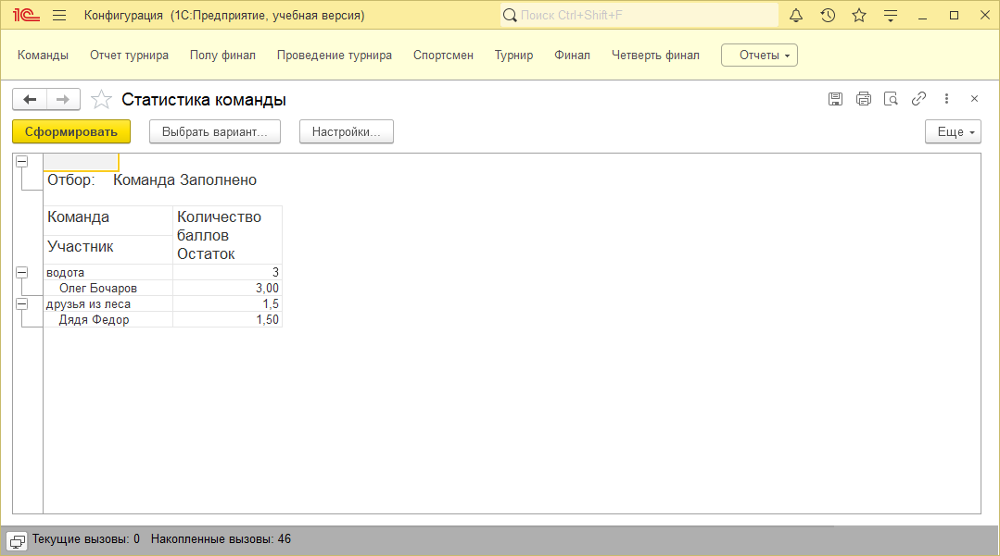 1С Конфигурация (1С:Предприятие, учебная версия) Поиск Ctrl+Shift+F
Команды Отчет турнира Полу финал Проведение турнира Спортсмен Турнир Финал Четверть финал Отчеты
Статистика команды
Сформировать Выбрать вариант... Настройки... Еще
Отбор: Команда Заполнено
Команда Количество баллов Остаток
Участник
водота 3
Олег Бочаров 3,00
друзья из леса 1,5
Дядя Федор 1,50
Текущие вызовы: 0 Накопленные вызовы: 46